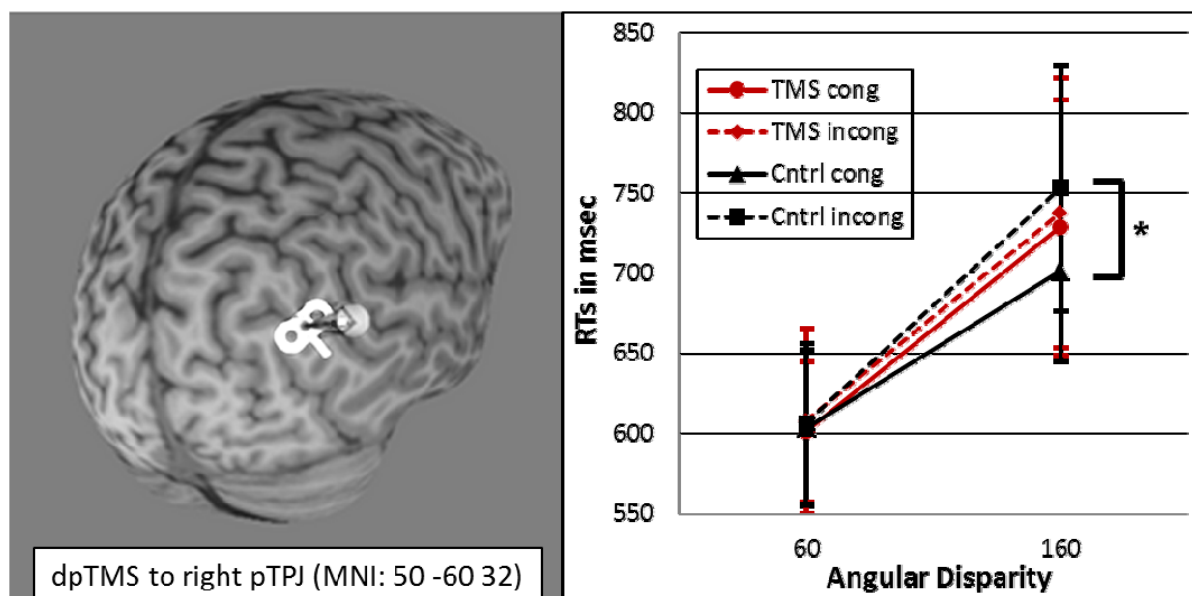 dpTMS to right pTPJ (MNI: 50 -60 32)
850
800
750
700
650
600
550
RTs in msec
TMS cong
TMS incong
Cntrl cong
Cntrl incong
*
60
160
Angular Disparity